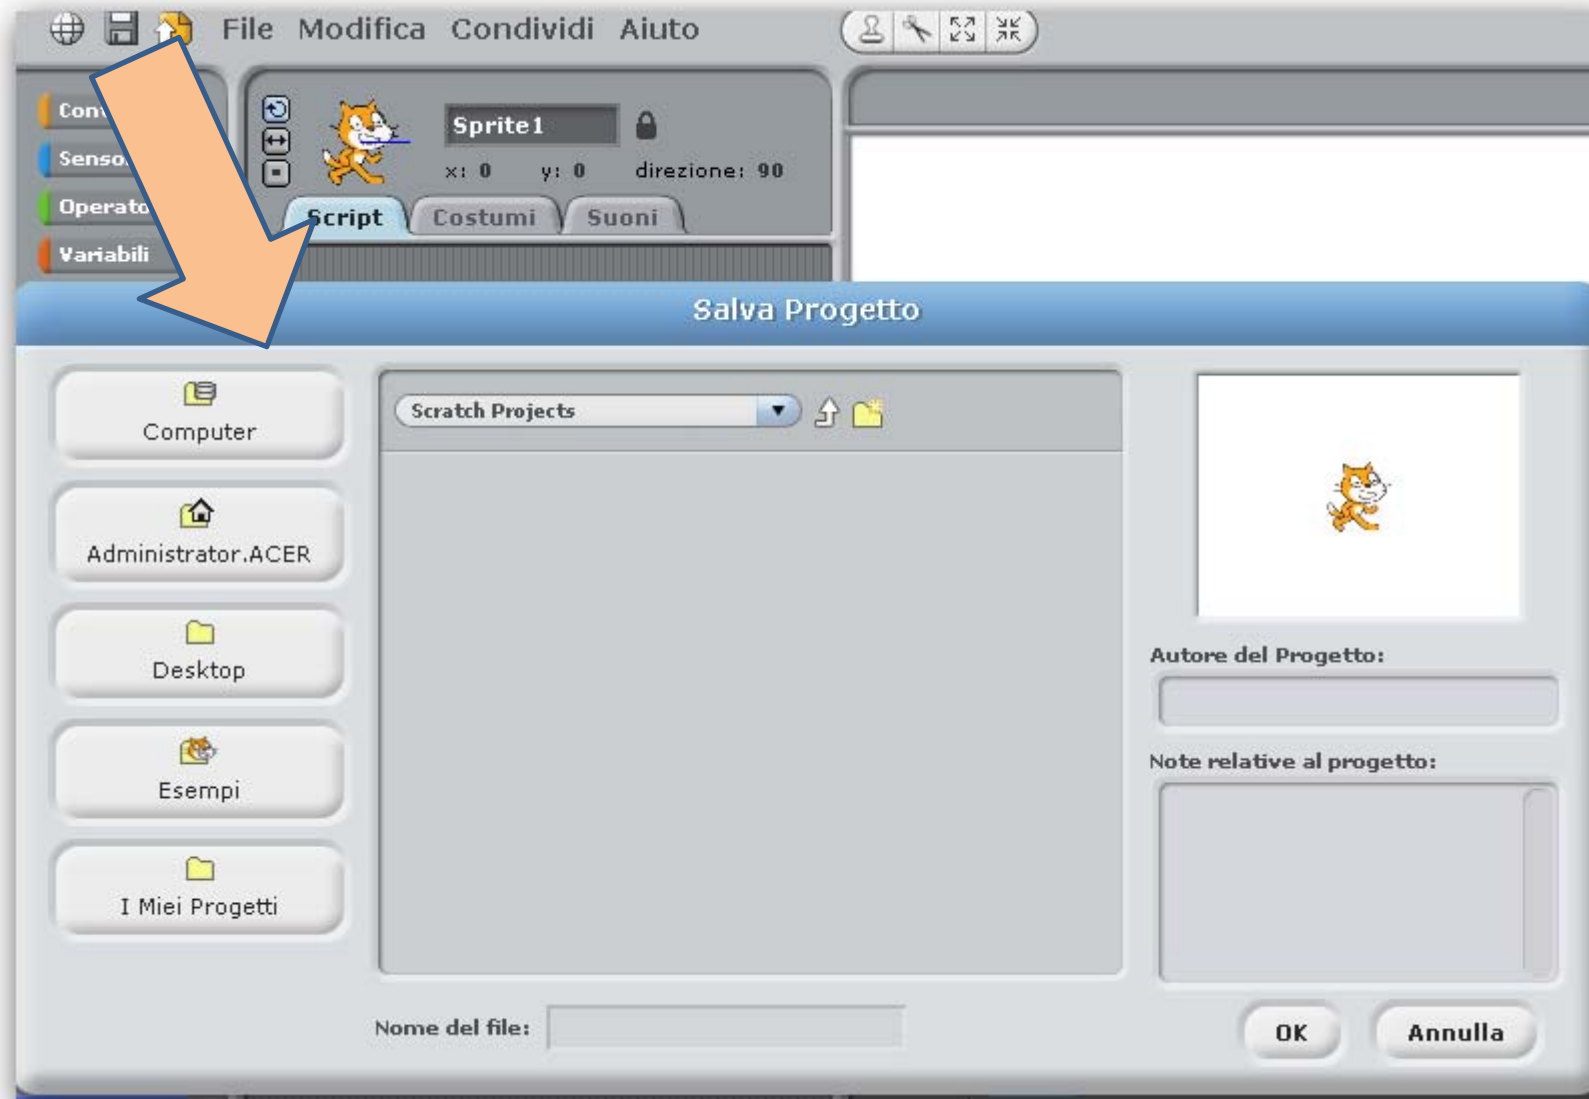 File Modifica Condividi Aiuto
Sprite1
x: 0 y: 0 direzione: 90
Script Costumi Suoni
Variabili
Salva Progetto
Computer
Administrator.ACER
Desktop
Esempi
I Miei Progetti
Scratch Projects
Autore del Progetto:
Note relative al progetto:
Nome del file:
OK Annulla